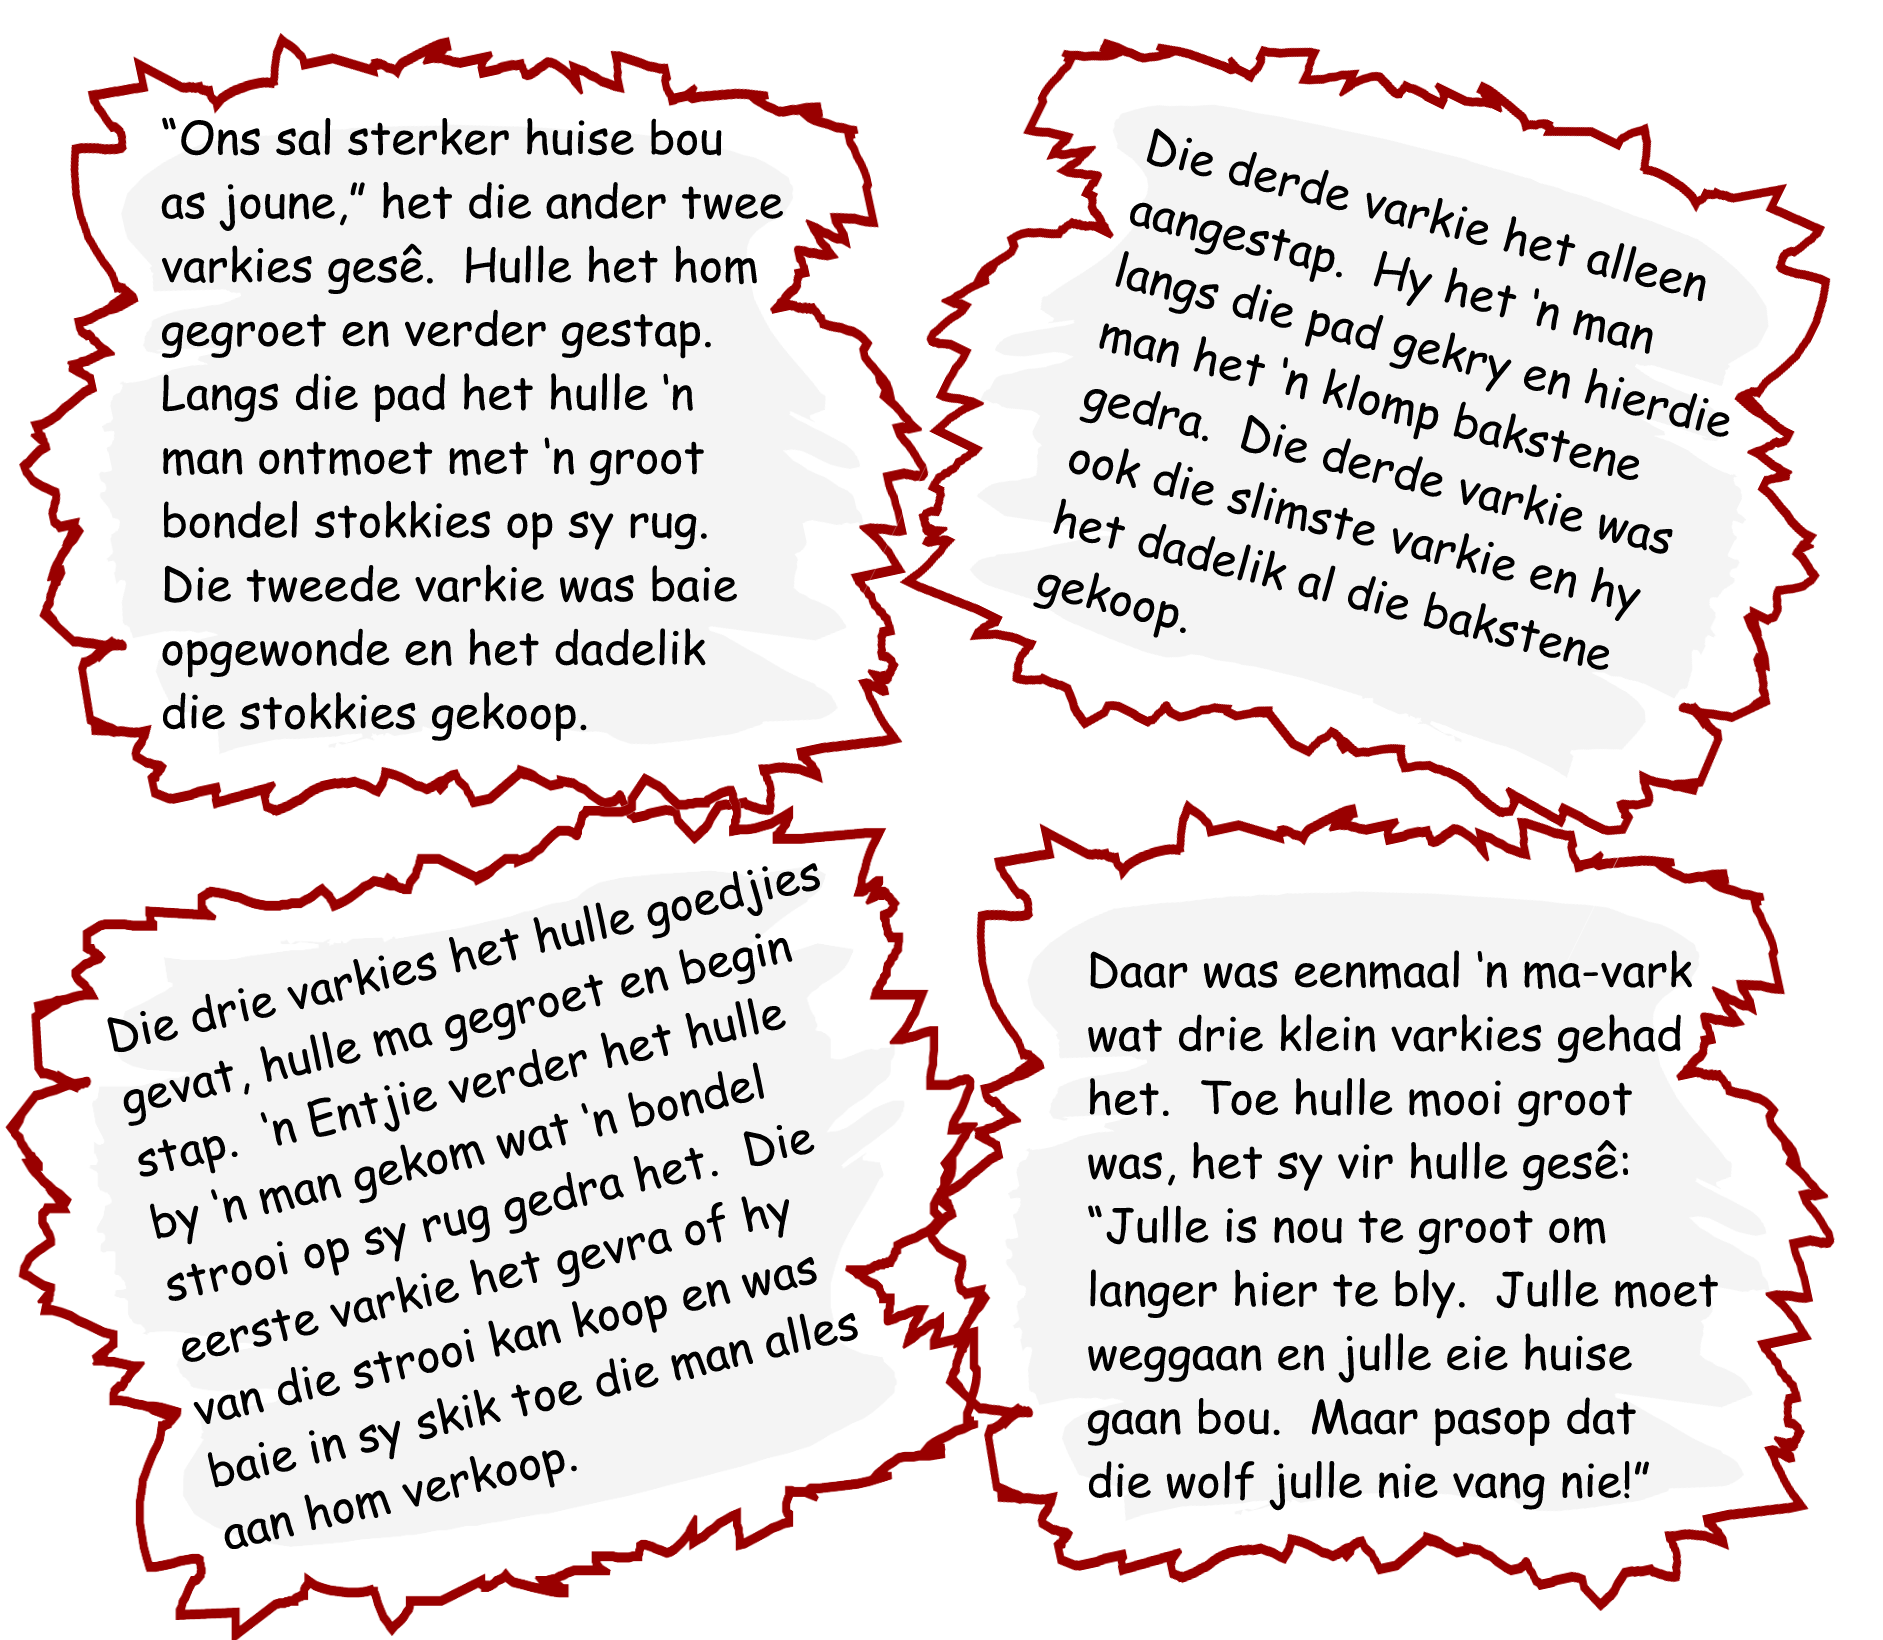 “Ons sal sterker huise bou
as joune,” het die ander twee
varkies gesê. Hulle het hom
gegroet en verder gestap.
Langs die pad het hulle 'n
man ontmoet met 'n groot
bondel stokkies op sy rug.
Die tweede varkie was baie
opgewonde en het dadelik
die stokkies gekoop.
Die derde varkie het alleen
aangestap. Hy het 'n man
langs die pad gekry en hierdie
man het 'n klomp bakstene
gedra. Die derde varkie was
ook die slimste varkie en hy
het dadelik al die bakstene
gekoop.
Die drie varkies het hulle goedjies
gevat, hulle ma gegroet en begin
stap. 'n Entjie verder het hulle
by 'n man gekom wat 'n bondel
strooi op sy rug gedra het. Die
eerste varkie het gevra of hy
van die strooi kan koop en was
baie in sy skik toe die man alles
aan hom verkoop.
Daar was eenmaal 'n ma-vark
wat drie klein varkies gehad
het. Toe hulle mooi groot
was, het sy vir hulle gesê:
“Julle is nou te groot om
langer hier te bly. Julle moet
weggaan en julle eie huise
gaan bou. Maar pasop dat
die wolf julle nie vang nie!”